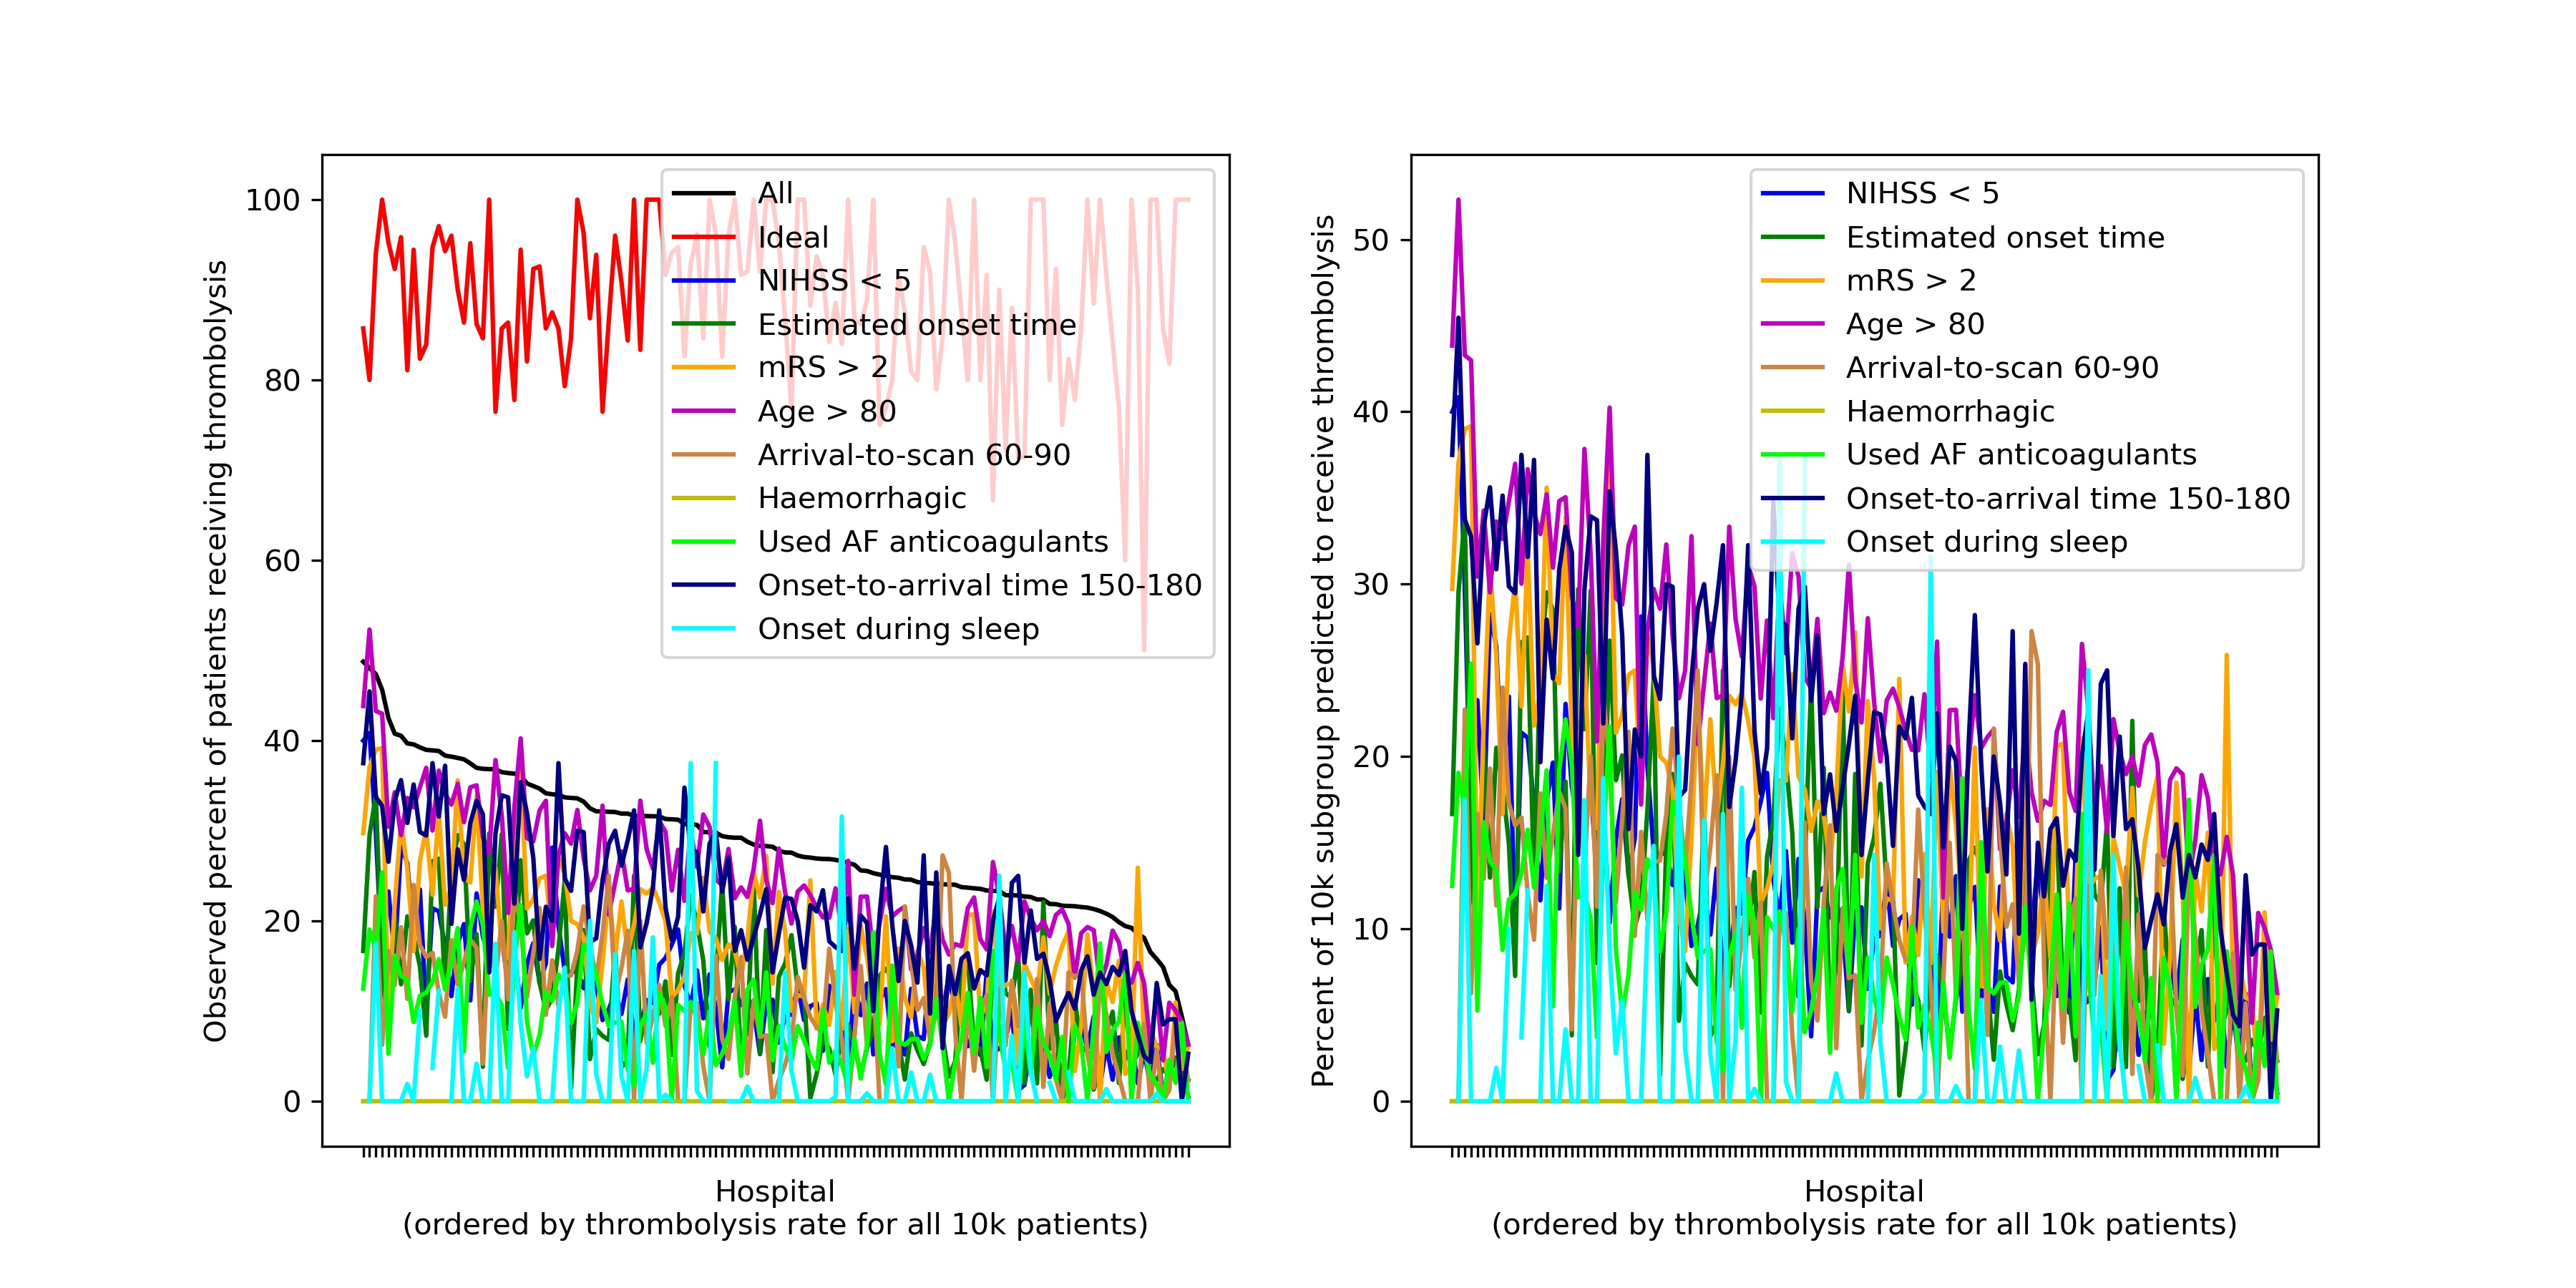 Observed percent of patients receiving thrombolysis
100
80
60
40
20
0
All
Ideal
NIHSS < 5
Estimated onset time
mRS > 2
Age > 80
Arrival-to-scan 60-90
Haemorrhagic
Used AF anticoagulants
Onset-to-arrival time 150-180
Onset during sleep
Hospital
(ordered by thrombolysis rate for all 10k patients)
Percent of 10k subgroup predicted to receive thrombolysis
50
40
30
20
10
0
NIHSS < 5
Estimated onset time
mRS > 2
Age > 80
Arrival-to-scan 60-90
Haemorrhagic
Used AF anticoagulants
Onset-to-arrival time 150-180
Onset during sleep
Hospital
(ordered by thrombolysis rate for all 10k patients)